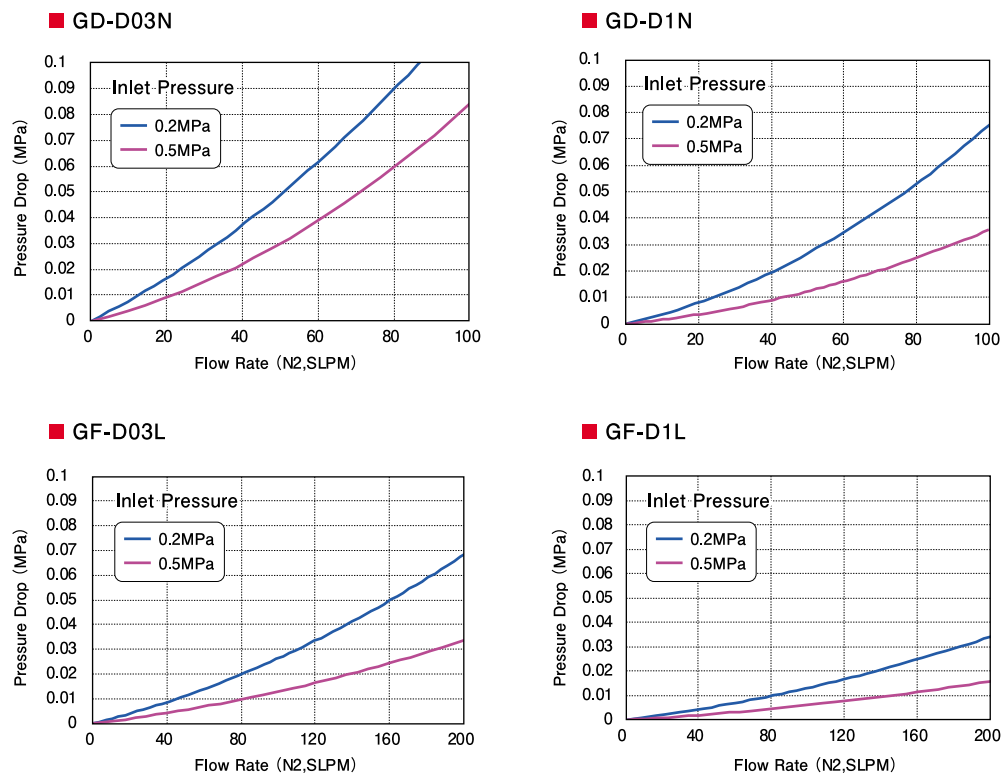 GD-D03N
0.1
0.09
0.08
0.07
0.06
0.05
0.04
0.03
0.02
0.01
0
Pressure Drop (MPa)
Inlet Pressure
0.2MPa
0.5MPa
0 20 40 60 80 100
Flow Rate (N2,SLPM)
GD-D1N
0.1
0.09
0.08
0.07
0.06
0.05
0.04
0.03
0.02
0.01
0
Pressure Drop (MPa)
Inlet Pressure
0.2MPa
0.5MPa
0 20 40 60 80 100
Flow Rate (N2,SLPM)
GF-D03L
0.1
0.09
0.08
0.07
0.06
0.05
0.04
0.03
0.02
0.01
0
Pressure Drop (MPa)
Inlet Pressure
0.2MPa
0.5MPa
0 40 80 120 160 200
Flow Rate (N2,SLPM)
GF-D1L
0.1
0.09
0.08
0.07
0.06
0.05
0.04
0.03
0.02
0.01
0
Pressure Drop (MPa)
Inlet Pressure
0.2MPa
0.5MPa
0 40 80 120 160 200
Flow Rate (N2,SLPM)